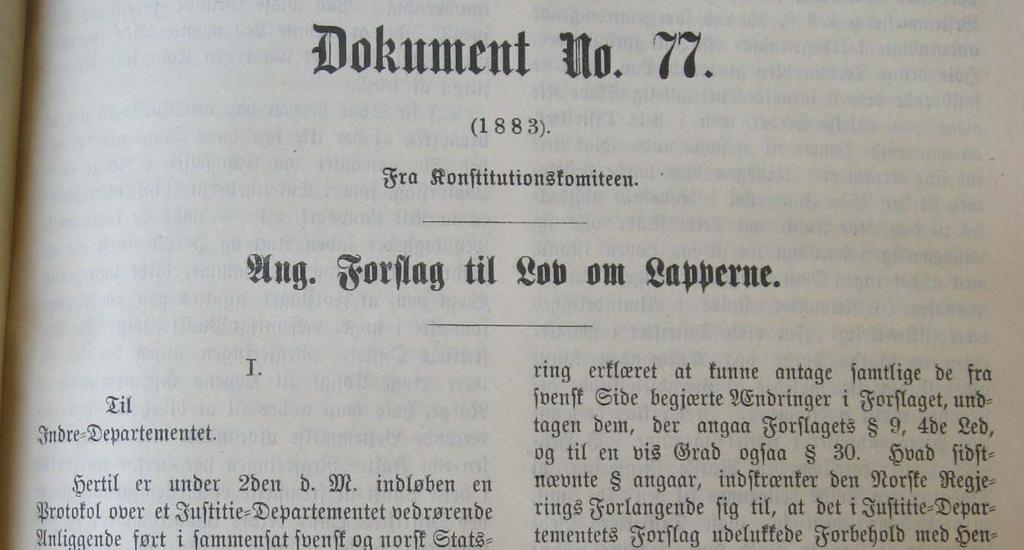 Dokument No. 77.
(1883).
Fra Konstitutionskomiteen.
Ang. Forslag til Lov om Lapperne.
I.
Til
Indre-Departementet.
Hertil er under 2den d. M. indløben en
Protokol over et Justitie-Departementet vedrørende
Anliggende ført i sammensat svensk og norsk Stats-
ring erklæret at kunne antage samtlige de fra
svensk Side begjærte Ændringer i Forslaget, und-
tagen dem, der angaa Forslagets § 9, 4de Led,
og til en vis Grad ogsaa § 30. Hvad sidst-
nævnte § angaar, indskrænker den Norske Regje-
rings Forlangende sig til, at det i Justitie-Depar-
tementets Forslag udelukkede Forbehold med Hen-